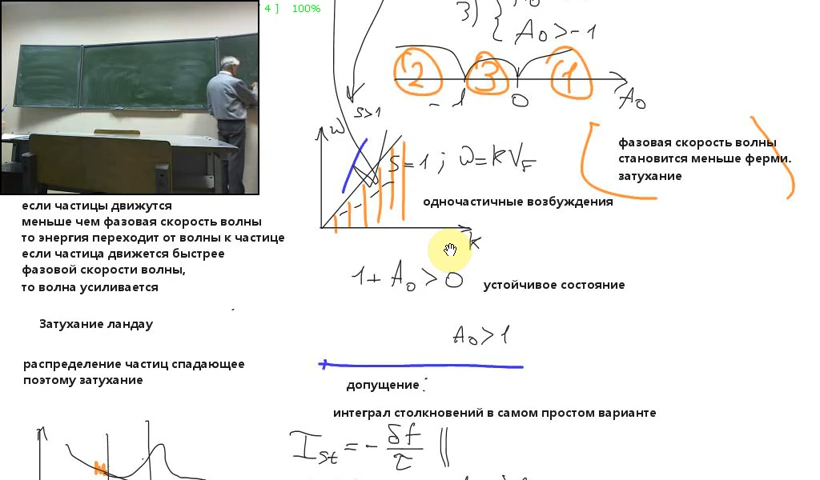 4 ] 100%
3)
A₀ > -1
2 3 1
-1 0 A₀
S>1
ω
S=1 ; ω=kV_F
k
фазовая скорость волны
становится меньше ферми.
затухание
одночастичные возбуждения
если частицы движутся
меньше чем фазовая скорость волны
то энергия переходит от волны к частице
если частица движется быстрее
фазовой скорости волны,
то волна усиливается
1+A₀>0
устойчивое состояние
Затухание ландау
A₀>1
распределение частиц спадающее
поэтому затухание
допущение :
интеграл столкновений в самом простом варианте
I_st = - δf/τ